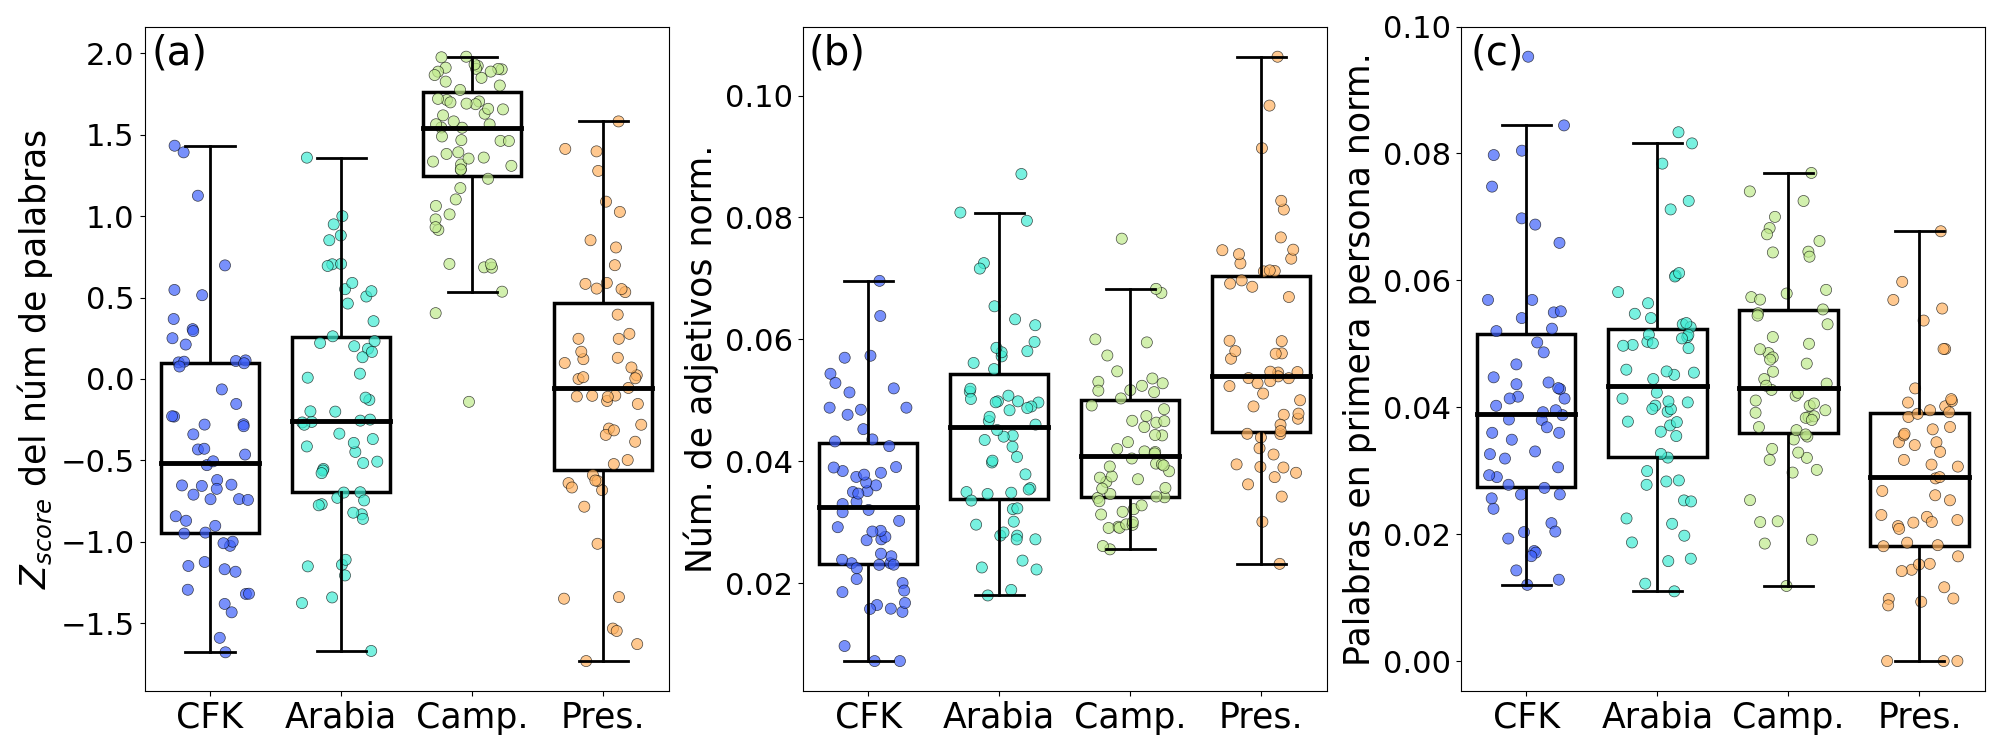 (a)
Z_score del núm de palabras
2.0
1.5
1.0
0.5
0.0
−0.5
−1.0
−1.5
CFK Arabia Camp. Pres.
(b)
Núm. de adjetivos norm.
0.10
0.08
0.06
0.04
0.02
CFK Arabia Camp. Pres.
(c)
Palabras en primera persona norm.
0.10
0.08
0.06
0.04
0.02
0.00
CFK Arabia Camp. Pres.